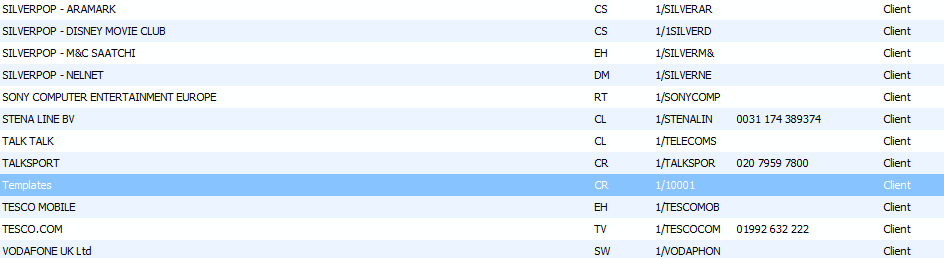 SILVERPOP - ARAMARK CS 1/SILVERAR Client
SILVERPOP - DISNEY MOVIE CLUB CS 1/1SILVERD Client
SILVERPOP - M&C SAATCHI EH 1/SILVERM& Client
SILVERPOP - NELNET DM 1/SILVERNE Client
SONY COMPUTER ENTERTAINMENT EUROPE RT 1/SONYCOMP Client
STENA LINE BV CL 1/STENALIN 0031 174 389374 Client
TALK TALK CL 1/TELECOMS Client
TALKSPORT CR 1/TALKSPOR 020 7959 7800 Client
Templates CR 1/10001 Client
TESCO MOBILE EH 1/TESCOMOB Client
TESCO.COM TV 1/TESCOCOM 01992 632 222 Client
VODAFONE UK Ltd SW 1/VODAPHON Client